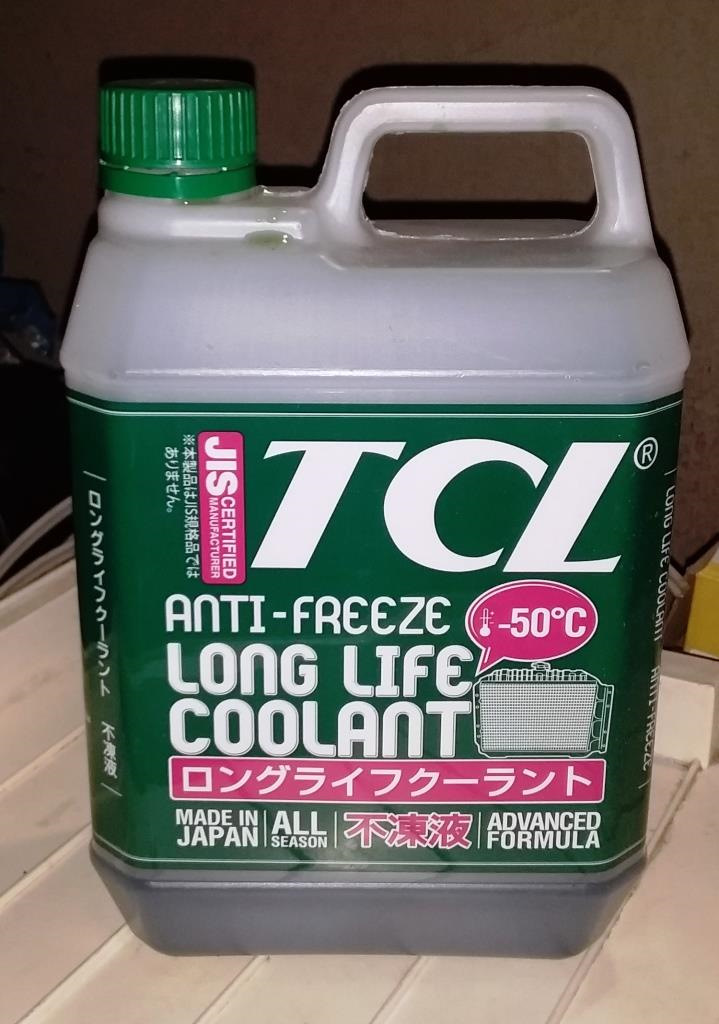 TCL®
JIS CERTIFIED
MANUFACTURER
※本製品はJIS規格品では
ありません。
ANTI-FREEZE
-50°C
LONG LIFE
COOLANT
ロングライフクーラント
MADE IN
JAPAN
ALL
SEASON
不凍液
ADVANCED
FORMULA
ロングライフクーラント 不凍液
LONG LIFE COOLANT ANTI-FREEZE